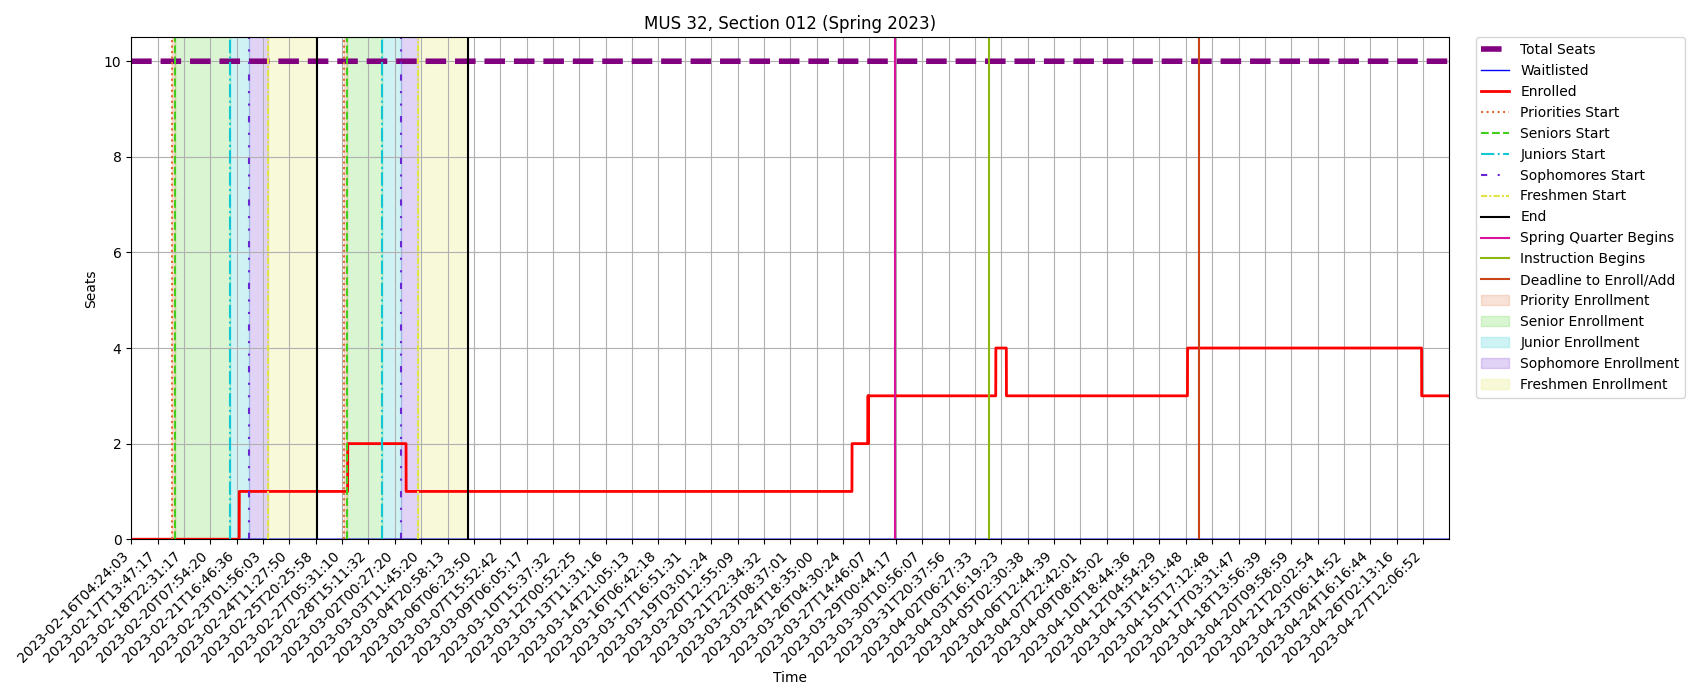 MUS 32, Section 012 (Spring 2023)
10
8
6
4
2
0
Seats
2023-02-16T04:24:03
2023-02-17T13:47:17
2023-02-18T22:31:17
2023-02-20T07:54:20
2023-02-21T16:46:36
2023-02-23T01:56:03
2023-02-24T11:27:50
2023-02-25T20:25:58
2023-02-27T05:31:10
2023-02-28T15:11:32
2023-03-02T00:27:20
2023-03-03T11:45:20
2023-03-04T20:58:13
2023-03-06T06:23:50
2023-03-07T15:52:42
2023-03-09T06:05:17
2023-03-10T15:37:32
2023-03-12T00:52:25
2023-03-13T11:31:16
2023-03-14T21:05:13
2023-03-16T06:42:18
2023-03-17T16:51:31
2023-03-19T03:01:24
2023-03-20T12:55:09
2023-03-21T22:34:32
2023-03-23T08:37:01
2023-03-24T18:35:00
2023-03-26T04:30:24
2023-03-27T14:46:07
2023-03-29T00:44:17
2023-03-30T10:56:07
2023-03-31T20:37:56
2023-04-02T06:27:33
2023-04-03T16:19:23
2023-04-05T02:30:38
2023-04-06T12:44:39
2023-04-07T22:42:01
2023-04-09T08:45:02
2023-04-10T18:44:36
2023-04-12T04:54:29
2023-04-13T14:51:48
2023-04-15T17:12:48
2023-04-17T03:31:47
2023-04-18T13:56:39
2023-04-20T09:58:59
2023-04-21T20:02:54
2023-04-23T06:14:52
2023-04-24T16:16:44
2023-04-26T02:13:16
2023-04-27T12:06:52
Time
Total Seats
Waitlisted
Enrolled
Priorities Start
Seniors Start
Juniors Start
Sophomores Start
Freshmen Start
End
Spring Quarter Begins
Instruction Begins
Deadline to Enroll/Add
Priority Enrollment
Senior Enrollment
Junior Enrollment
Sophomore Enrollment
Freshmen Enrollment